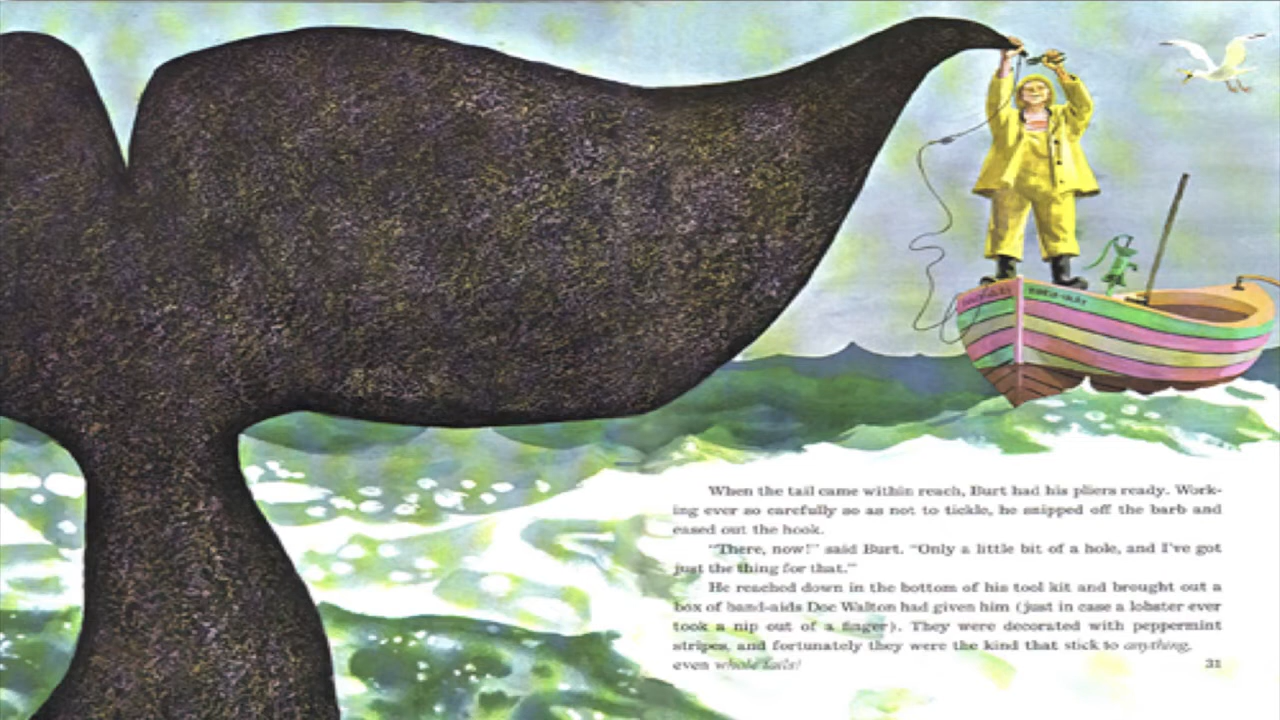 When the tail came within reach, Burt had his pliers ready. Work-
ing ever so carefully so as not to tickle, he snipped off the barb and
eased out the hook.
"There, now!" said Burt. "Only a little bit of a hole, and I've got
just the thing for that."
He reached down in the bottom of his tool kit and brought out a
box of band-aids Doc Walton had given him (just in case a lobster ever
took a nip out of a finger). They were decorated with peppermint
stripes, and fortunately they were the kind that stick to anything,
even whale tails!
31